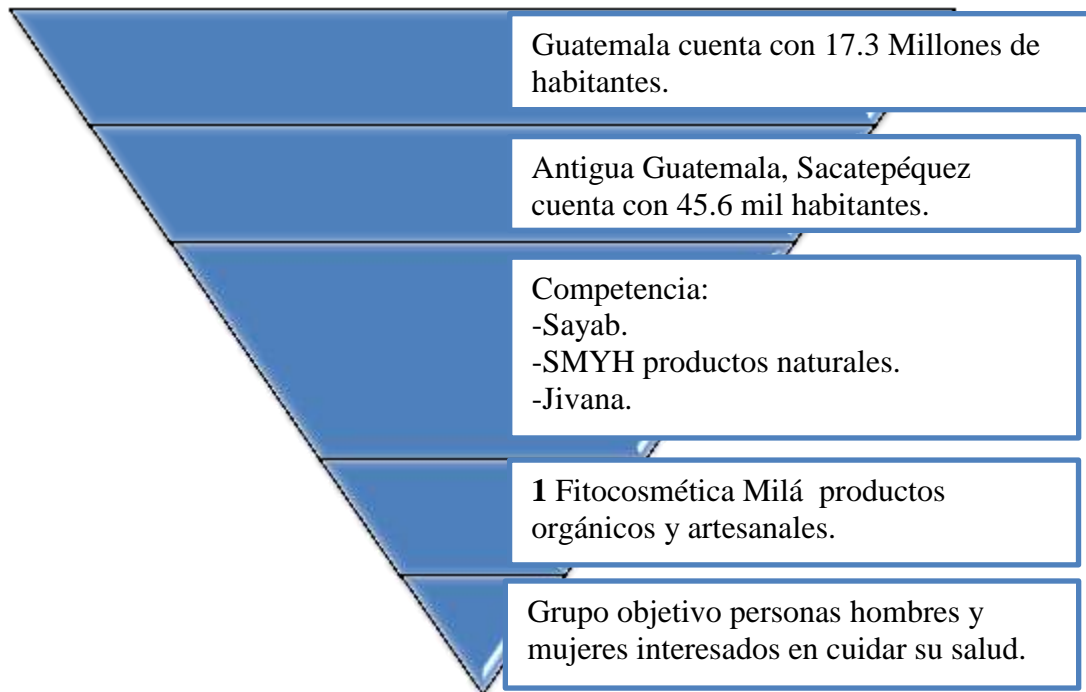 Guatemala cuenta con 17.3 Millones de
habitantes.
Antigua Guatemala, Sacatepéquez
cuenta con 45.6 mil habitantes.
Competencia:
-Sayab.
-SMYH productos naturales.
-Jivana.
1 Fitocosmética Milá productos
orgánicos y artesanales.
Grupo objetivo personas hombres y
mujeres interesados en cuidar su salud.